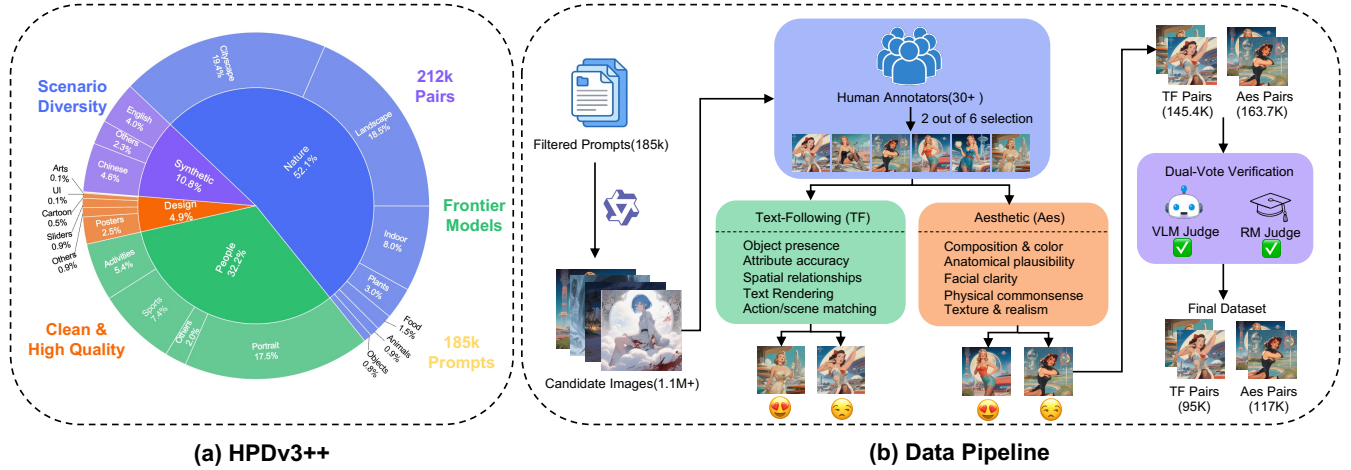 Scenario
Diversity
212k
Pairs
Frontier
Models
185k
Prompts
Clean &
High Quality
Cityscape
19.4%
Landscape
18.5%
Indoor
8.0%
Plants
3.0%
Food
1.5%
Animals
0.9%
Objects
0.8%
Portrait
17.5%
Others
2.0%
Sports
7.4%
Activities
5.4%
Others
0.9%
Sliders
0.9%
Cartoon
0.5%
UI
0.1%
Arts
0.1%
Posters
2.5%
Chinese
4.6%
Others
2.3%
English
4.0%
Nature
52.1%
Synthetic
10.8%
Design
4.9%
People
32.2%
(a) HPDv3++
Filtered Prompts(185k)
Candidate Images(1.1M+)
Human Annotators(30+ )
2 out of 6 selection
Text-Following (TF)
Object presence
Attribute accuracy
Spatial relationships
Text Rendering
Action/scene matching
Aesthetic (Aes)
Composition & color
Anatomical plausibility
Facial clarity
Physical commonsense
Texture & realism
TF Pairs
(145.4K)
Aes Pairs
(163.7K)
Dual-Vote Verification
VLM Judge
RM Judge
Final Dataset
TF Pairs
(95K)
Aes Pairs
(117K)
(b) Data Pipeline